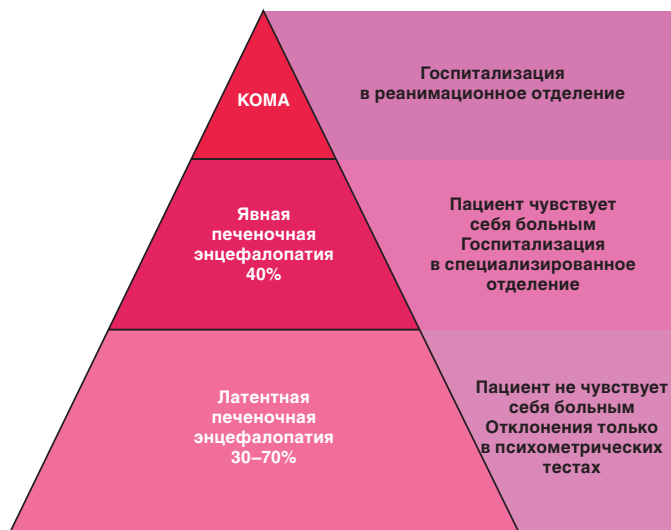 КОМА
Госпитализация
в реанимационное отделение
Явная
печеночная
энцефалопатия
40%
Пациент чувствует
себя больным
Госпитализация
в специализированное
отделение
Латентная
печеночная
энцефалопатия
30–70%
Пациент не чувствует
себя больным
Отклонения только
в психометрических
тестах